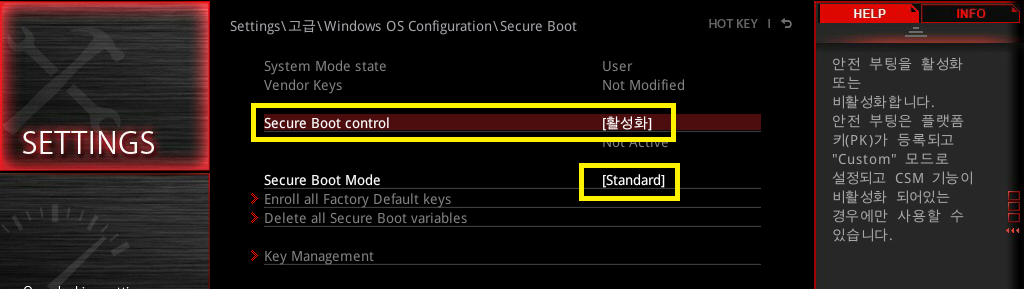 SETTINGS
Settings\고급\Windows OS Configuration\Secure Boot
HOT KEY
System Mode state User
Vendor Keys Not Modified
Secure Boot control [활성화]
Not Active
Secure Boot Mode [Standard]
Enroll all Factory Default keys
Delete all Secure Boot variables
Key Management
HELP
INFO
안전 부팅을 활성화
또는
비활성화합니다.
안전 부팅은 플랫폼
키(PK)가 등록되고
"Custom" 모드로
설정되고 CSM 기능이
비활성화 되어있는
경우에만 사용할 수
있습니다.